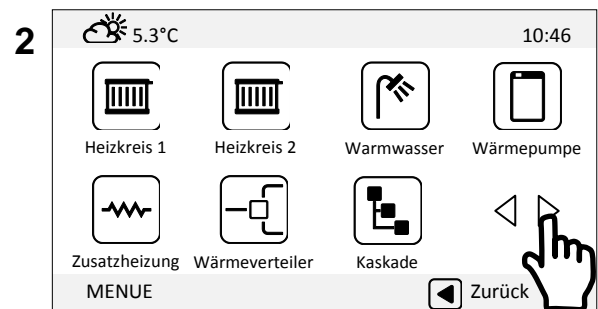 2
5.3°C 10:46
Heizkreis 1 Heizkreis 2 Warmwasser Wärmepumpe
Zusatzheizung Wärmeverteiler Kaskade
MENUE Zurück